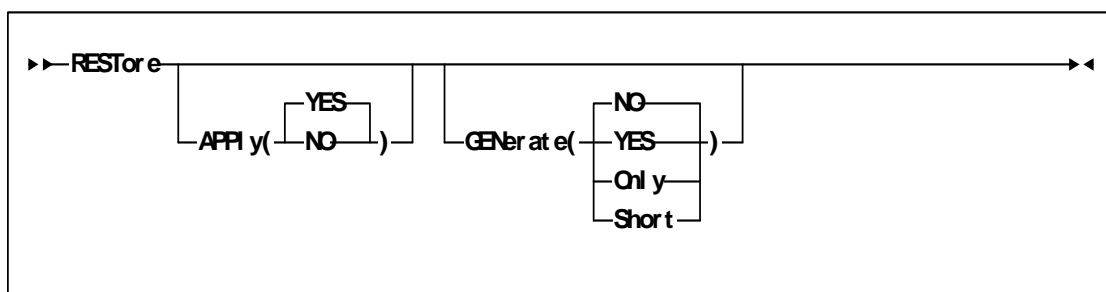 RESTore
YES NO
APPly( NO ) GENerate( YES )
Only
Short